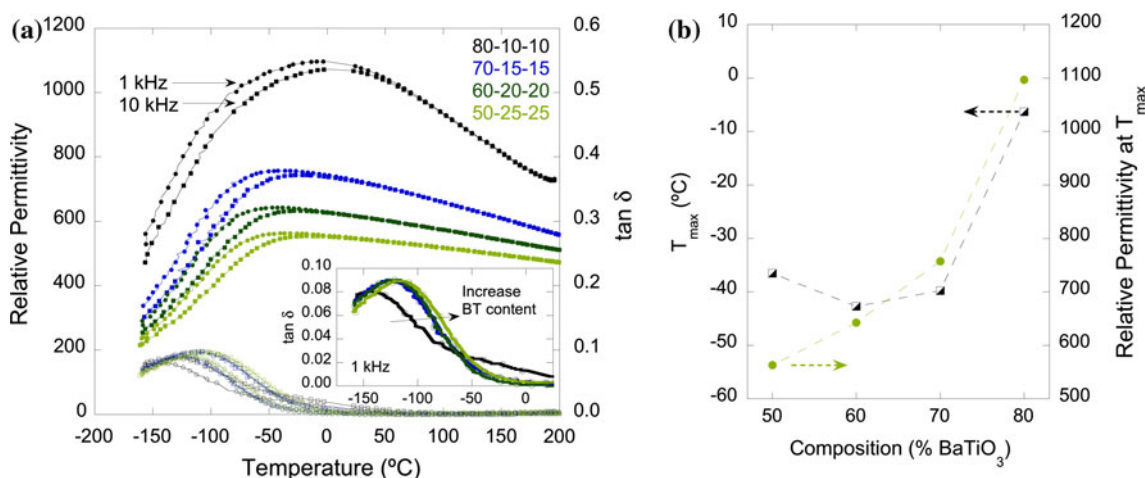 (a)
1200
1000
800
600
400
200
0
Relative Permittivity
1 kHz
10 kHz
80-10-10
70-15-15
60-20-20
50-25-25
0.6
0.5
0.4
0.3
0.2
0.1
0.0
tan δ
0.10
0.08
0.06
0.04
0.02
0.00
tan δ
Increase
BT content
1 kHz
-150 -100 -50 0
-200 -150 -100 -50 0 50 100 150 200
Temperature (ºC)
(b)
10
0
-10
-20
-30
-40
-50
-60
Tmax (ºC)
1200
1100
1000
900
800
700
600
500
Relative Permittivity at Tmax
50 60 70 80
Composition (% BaTiO3)